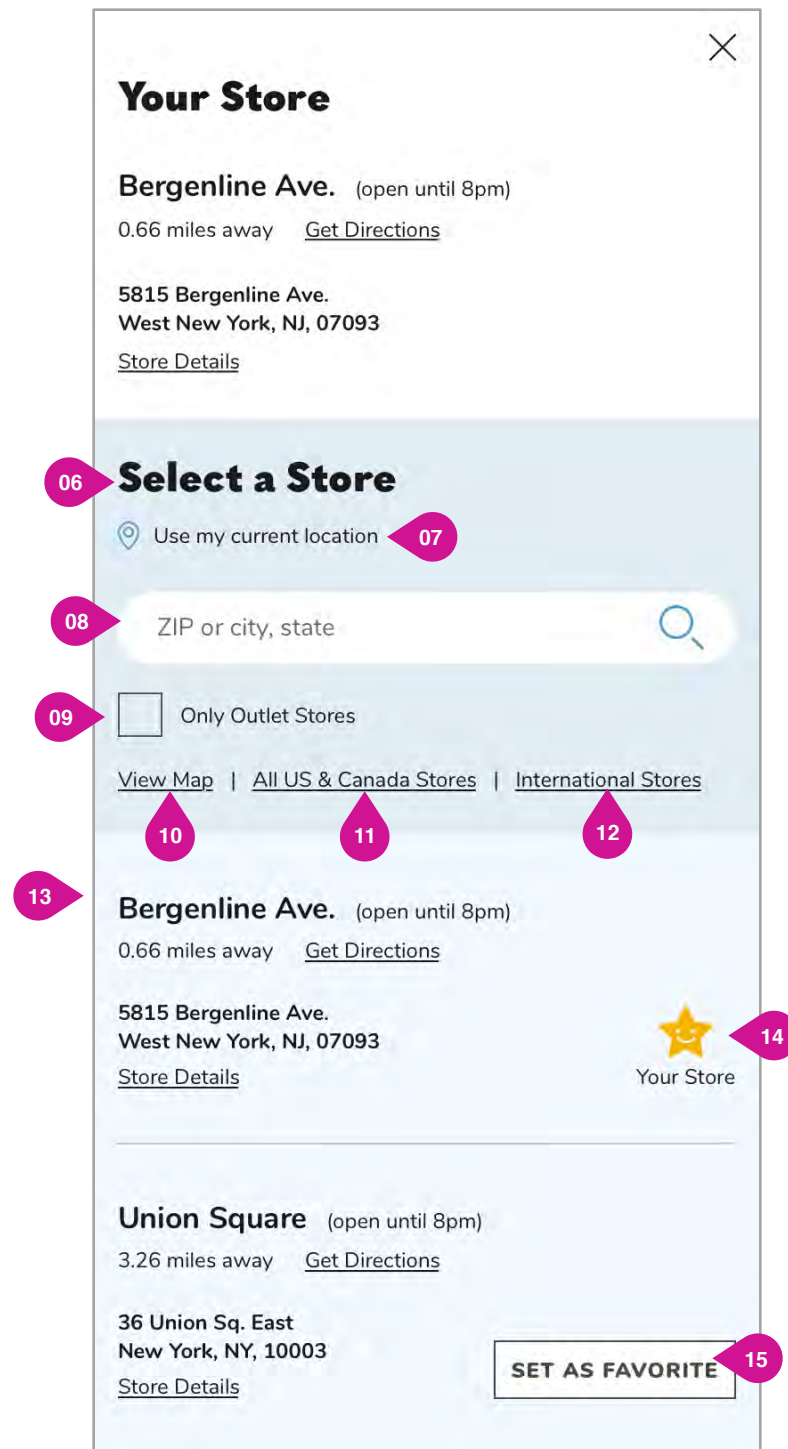 Your Store
Bergenline Ave. (open until 8pm)
0.66 miles away Get Directions
5815 Bergenline Ave.
West New York, NJ, 07093
Store Details
06 Select a Store
Use my current location 07
08 ZIP or city, state
09 Only Outlet Stores
View Map | All US & Canada Stores | International Stores
10 11 12
13
Bergenline Ave. (open until 8pm)
0.66 miles away Get Directions
5815 Bergenline Ave.
West New York, NJ, 07093
14
Store Details Your Store
Union Square (open until 8pm)
3.26 miles away Get Directions
36 Union Sq. East
New York, NY, 10003
SET AS FAVORITE 15
Store Details